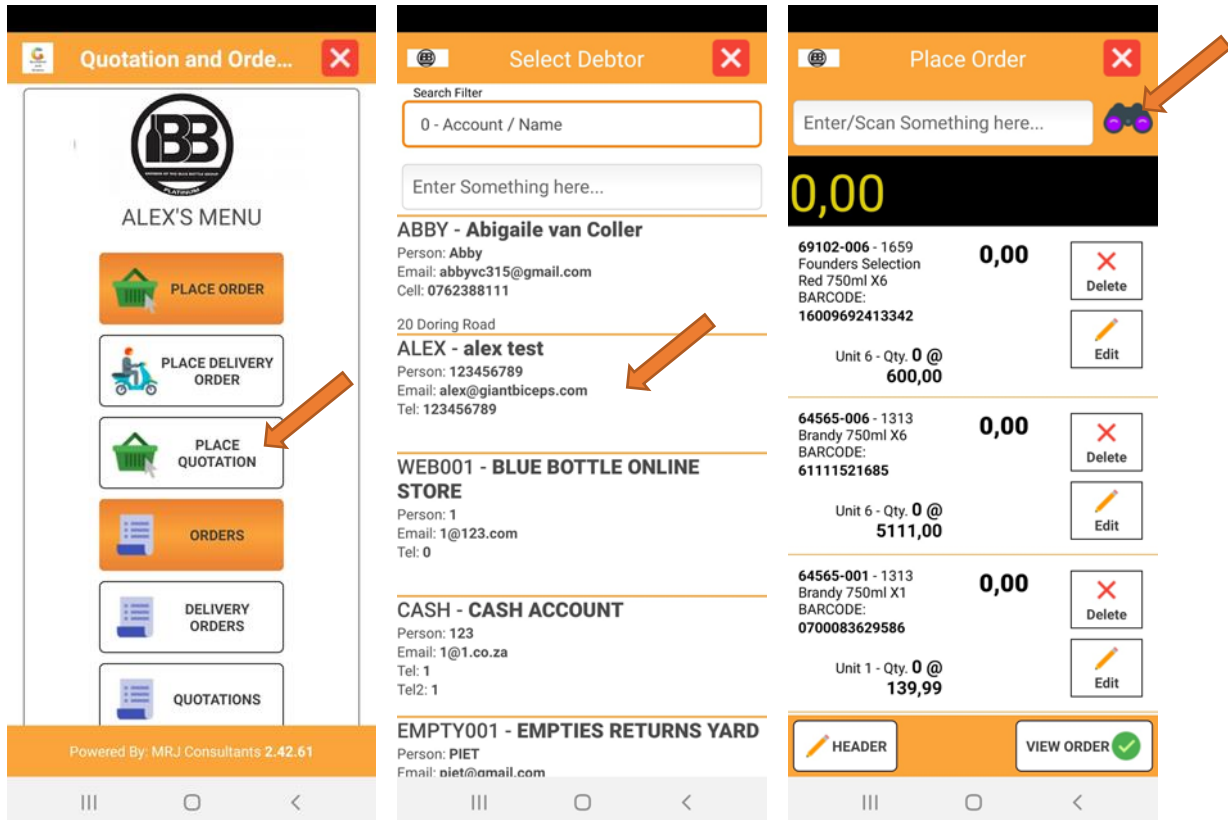 Quotation and Orde...
BB
DIVISION OF THE BLUE BOTTLE GROUP
PLATINUM
ALEX'S MENU
PLACE ORDER
PLACE DELIVERY
ORDER
PLACE
QUOTATION
ORDERS
DELIVERY
ORDERS
QUOTATIONS
Powered By: MRJ Consultants 2.42.61
Select Debtor
Search Filter
0 - Account / Name
Enter Something here...
ABBY - Abigaile van Coller
Person: Abby
Email: abbyvc315@gmail.com
Cell: 0762388111
20 Doring Road
ALEX - alex test
Person: 123456789
Email: alex@giantbiceps.com
Tel: 123456789
WEB001 - BLUE BOTTLE ONLINE
STORE
Person: 1
Email: 1@123.com
Tel: 0
CASH - CASH ACCOUNT
Person: 123
Email: 1@1.co.za
Tel: 1
Tel2: 1
EMPTY001 - EMPTIES RETURNS YARD
Person: PIET
Email: piet@gmail.com
Place Order
Enter/Scan Something here...
0,00
69102-006 - 1659
Founders Selection
Red 750ml X6
BARCODE:
16009692413342
0,00
Delete
Unit 6 - Qty. 0 @
600,00
Edit
64565-006 - 1313
Brandy 750ml X6
BARCODE:
61111521685
0,00
Delete
Unit 6 - Qty. 0 @
5111,00
Edit
64565-001 - 1313
Brandy 750ml X1
BARCODE:
0700083629586
0,00
Delete
Unit 1 - Qty. 0 @
139,99
Edit
HEADER
VIEW ORDER